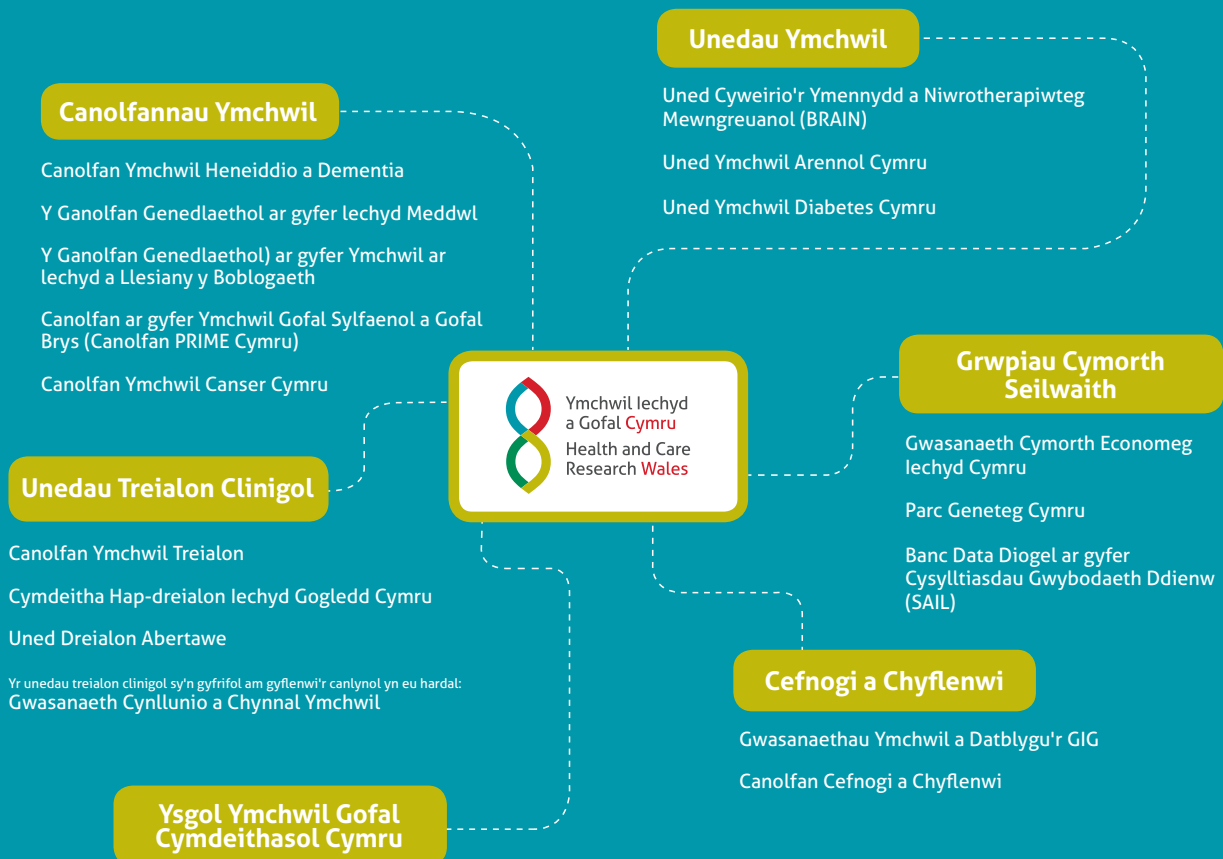 Unedau Ymchwil
Uned Cyweirio'r Ymennydd a Niwrotherapiwteg
Mewngreuanol (BRAIN)
Uned Ymchwil Arennol Cymru
Uned Ymchwil Diabetes Cymru
Canolfannau Ymchwil
Canolfan Ymchwil Heneiddio a Dementia
Y Ganolfan Genedlaethol ar gyfer Iechyd Meddwl
Y Ganolfan Genedlaethol) ar gyfer Ymchwil ar
Iechyd a Llesiany y Boblogaeth
Canolfan ar gyfer Ymchwil Gofal Sylfaenol a Gofal
Brys (Canolfan PRIME Cymru)
Canolfan Ymchwil Canser Cymru
Ymchwil Iechyd
a Gofal Cymru
Health and Care
Research Wales
Grwpiau Cymorth
Seilwaith
Gwasanaeth Cymorth Economeg
Iechyd Cymru
Parc Geneteg Cymru
Banc Data Diogel ar gyfer
Cysylltiasdau Gwybodaeth Ddienw
(SAIL)
Unedau Treialon Clinigol
Canolfan Ymchwil Treialon
Cymdeitha Hap-dreialon Iechyd Gogledd Cymru
Uned Dreialon Abertawe
Yr unedau treialon clinigol sy'n gyfrifol am gyflenwi'r canlynol yn eu hardal:
Gwasanaeth Cynllunio a Chynnal Ymchwil
Cefnogi a Chyflenwi
Gwasanaethau Ymchwil a Datblygu'r GIG
Canolfan Cefnogi a Chyflenwi
Ysgol Ymchwil Gofal
Cymdeithasol Cymru